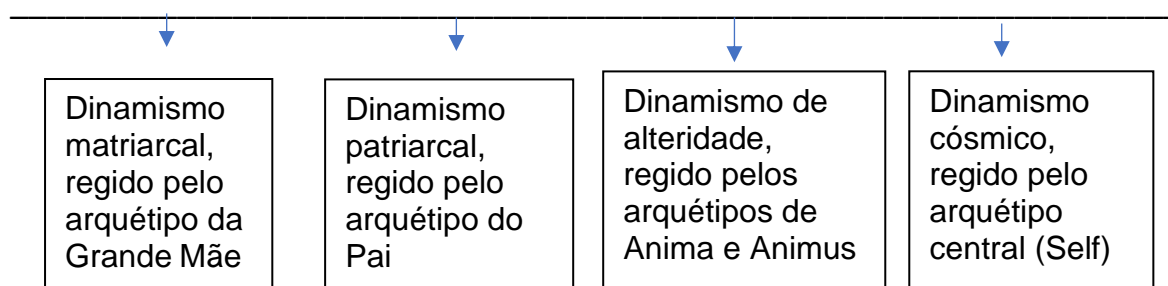 Dinamismo
matriarcal,
regido pelo
arquétipo da
Grande Mãe
Dinamismo
patriarcal,
regido pelo
arquétipo do
Pai
Dinamismo de
alteridade,
regido pelos
arquétipos de
Anima e Animus
Dinamismo
cósmico,
regido pelo
arquétipo
central (Self)